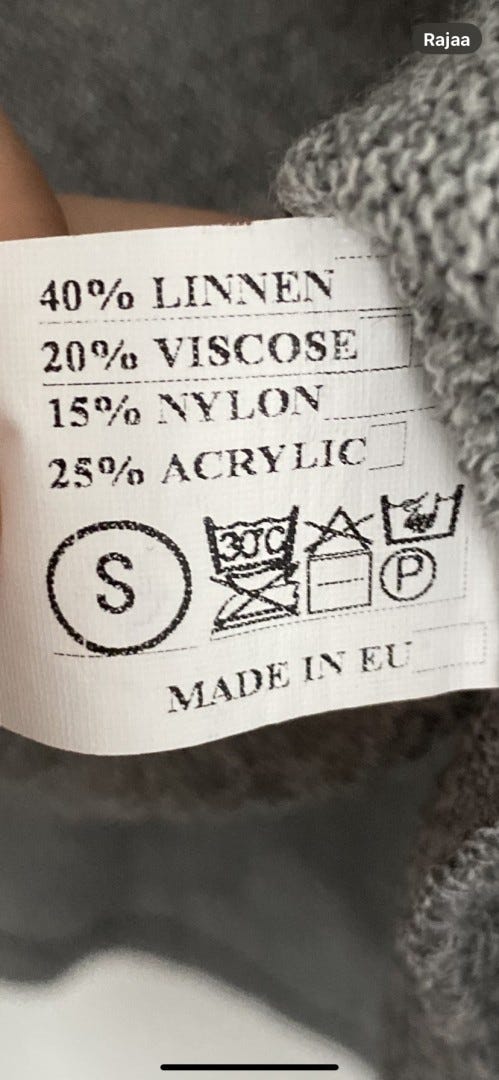 Rajaa
40% LINNEN
20% VISCOSE
15% NYLON
25% ACRYLIC
S
30°C
P
MADE IN EU